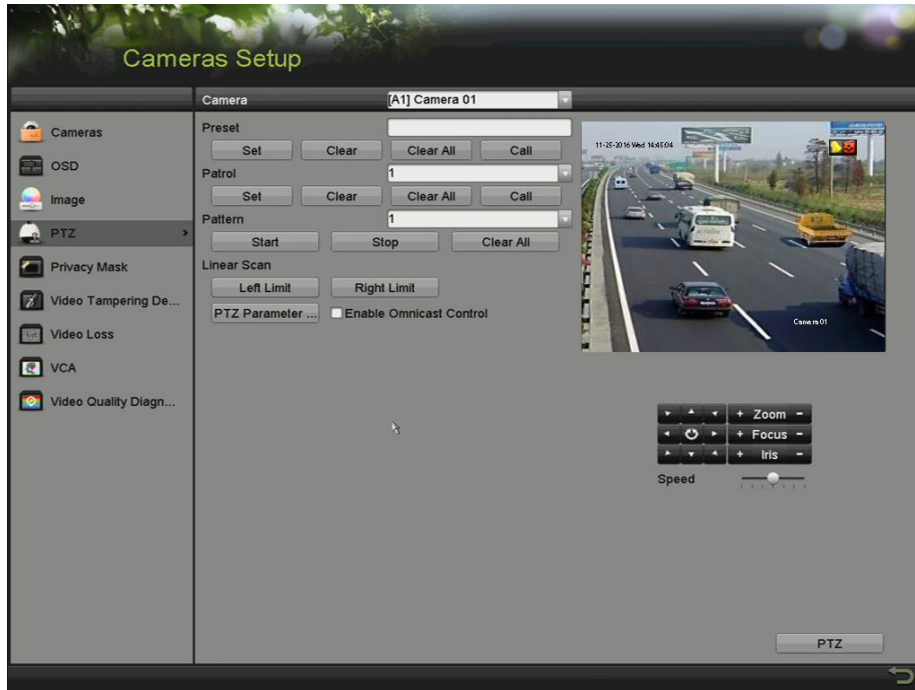 Cameras Setup
Camera [A1] Camera 01
Cameras
OSD
Image
PTZ
Privacy Mask
Video Tampering De...
Video Loss
VCA
Video Quality Diagn...
Preset
Set Clear Clear All Call
Patrol 1
Set Clear Clear All Call
Pattern 1
Start Stop Clear All
Linear Scan
Left Limit Right Limit
PTZ Parameter ... Enable Omnicast Control
11-25-2016 Wed 14:45:04
Camera 01
+ Zoom -
+ Focus -
+ Iris -
Speed
PTZ